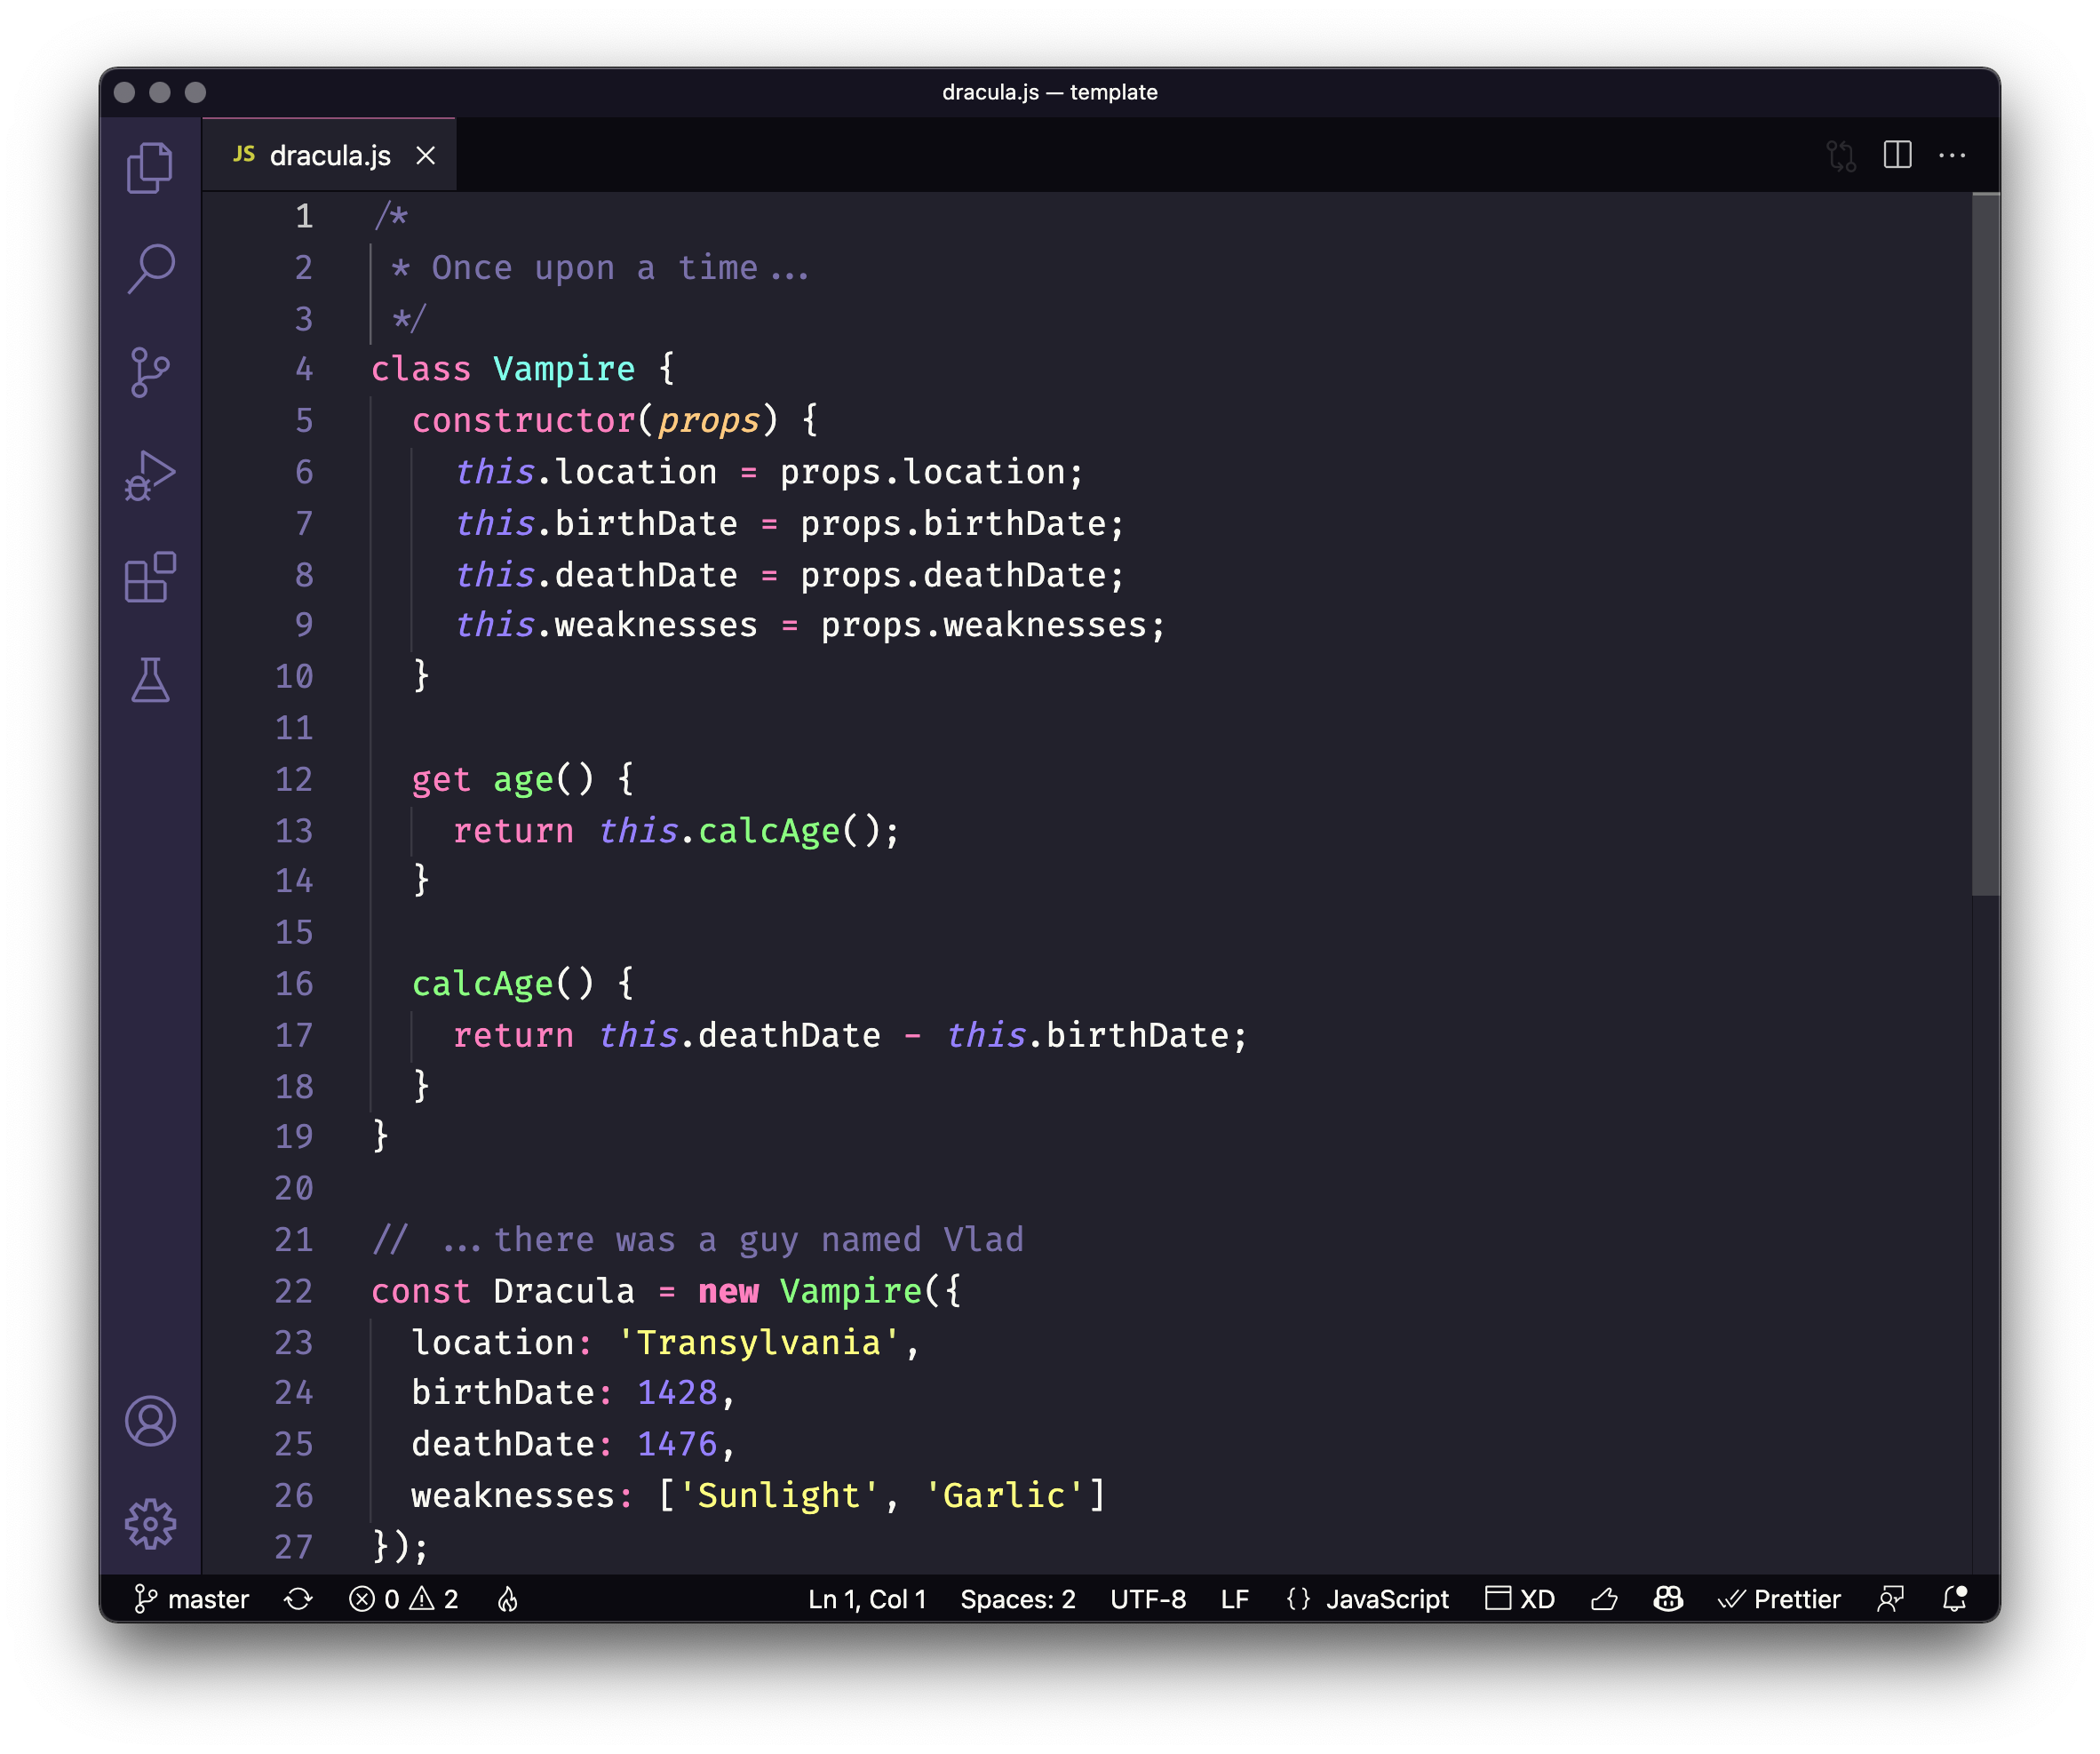 dracula.js — template
JS dracula.js
1 /*
2  * Once upon a time...
3  */
4 class Vampire {
5   constructor(props) {
6     this.location = props.location;
7     this.birthDate = props.birthDate;
8     this.deathDate = props.deathDate;
9     this.weaknesses = props.weaknesses;
10   }
11
12   get age() {
13     return this.calcAge();
14   }
15
16   calcAge() {
17     return this.deathDate - this.birthDate;
18   }
19 }
20
21 // ...there was a guy named Vlad
22 const Dracula = new Vampire({
23   location: 'Transylvania',
24   birthDate: 1428,
25   deathDate: 1476,
26   weaknesses: ['Sunlight', 'Garlic']
27 });
master 0 2 Ln 1, Col 1 Spaces: 2 UTF-8 LF {} JavaScript XD Prettier